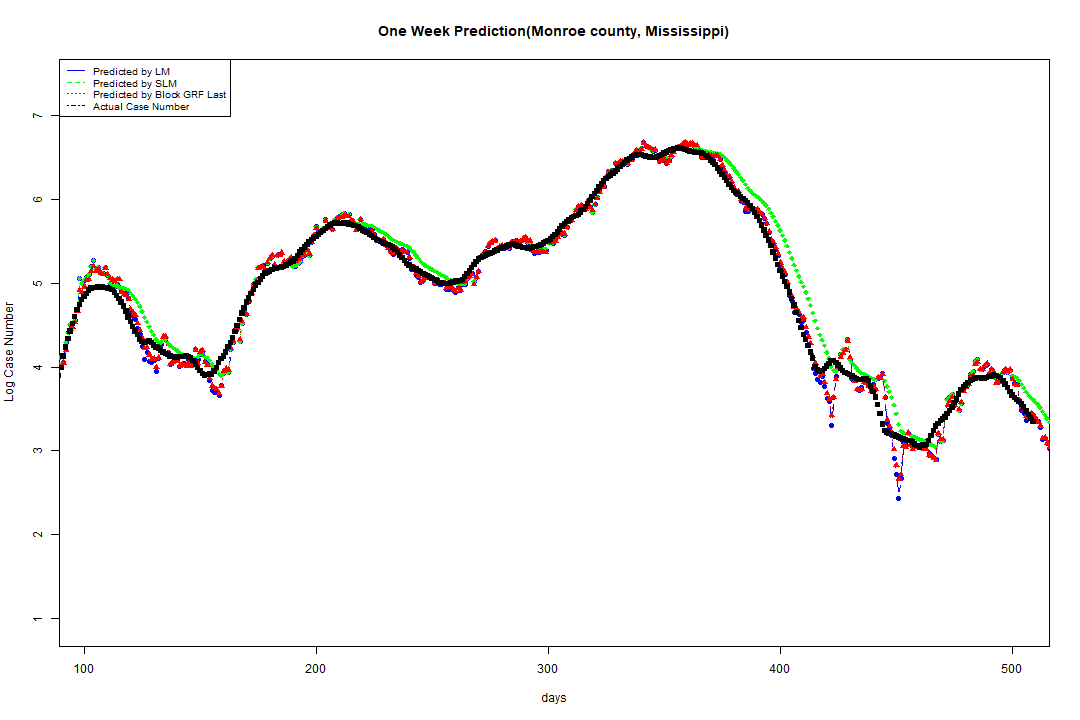 One Week Prediction(Monroe county, Mississippi)
Predicted by LM
Predicted by SLM
Predicted by Block GRF Last
Actual Case Number
7
6
5
4
3
2
1
Log Case Number
100 200 300 400 500
days